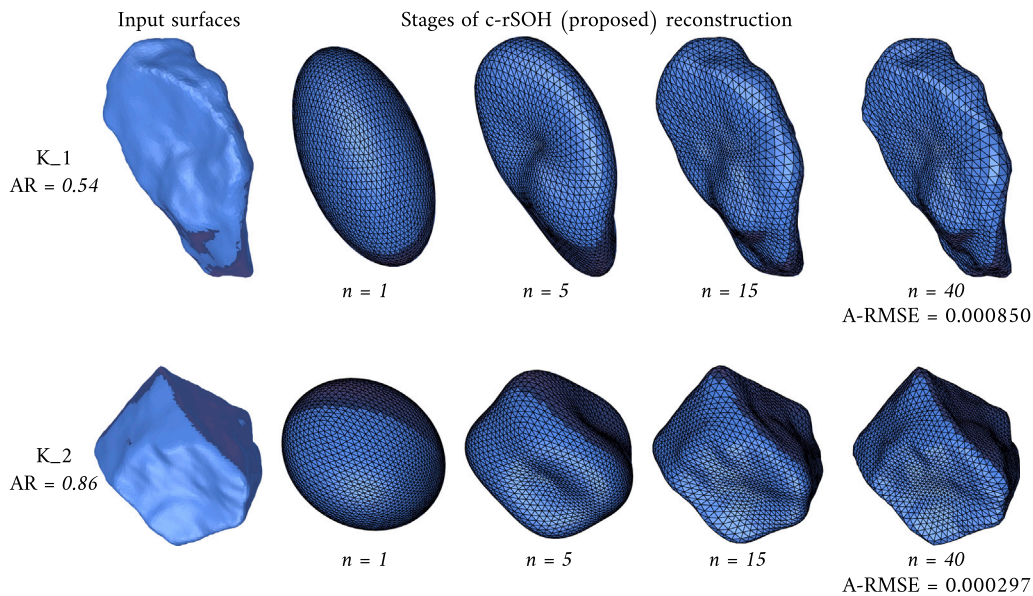 Input surfaces
Stages of c-rSOH (proposed) reconstruction
K_1
AR = 0.54
n = 1
n = 5
n = 15
n = 40
A-RMSE = 0.000850
K_2
AR = 0.86
n = 1
n = 5
n = 15
n = 40
A-RMSE = 0.000297